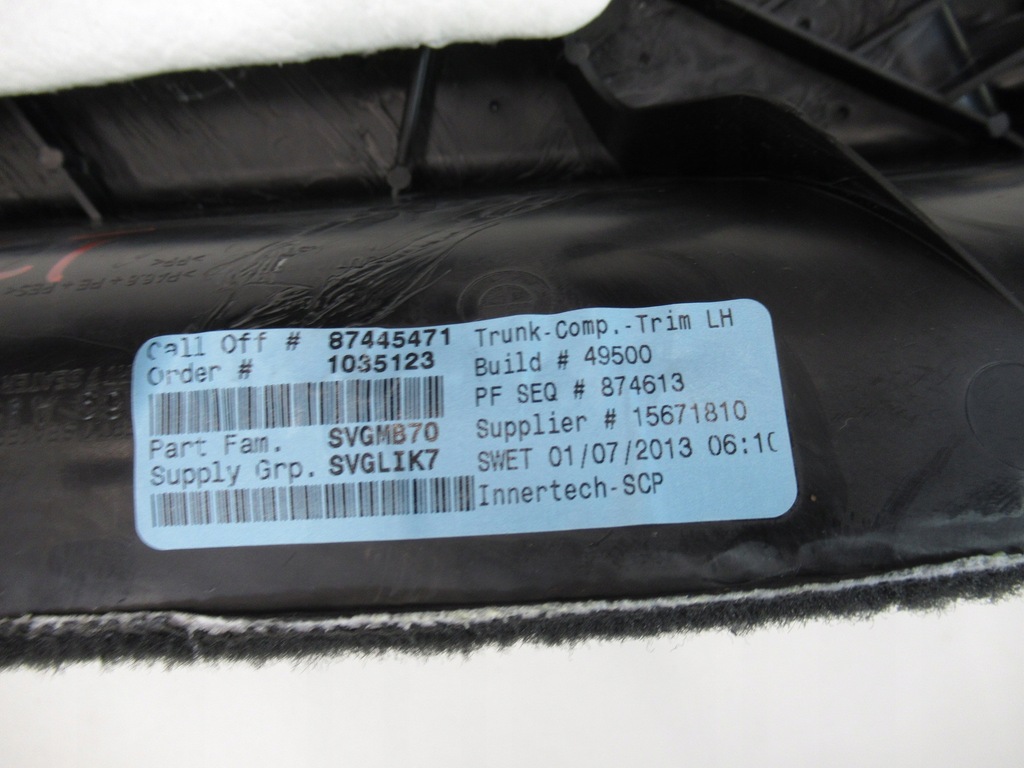 Call Off # 87445471
Order # 1035123
Part Fam. SVGMB70
Supply Grp. SVGLIK7
Trunk-Comp.-Trim LH
Build # 49500
PF SEQ # 874613
Supplier # 15671810
SWET 01/07/2013 06:10
Innertech-SCP